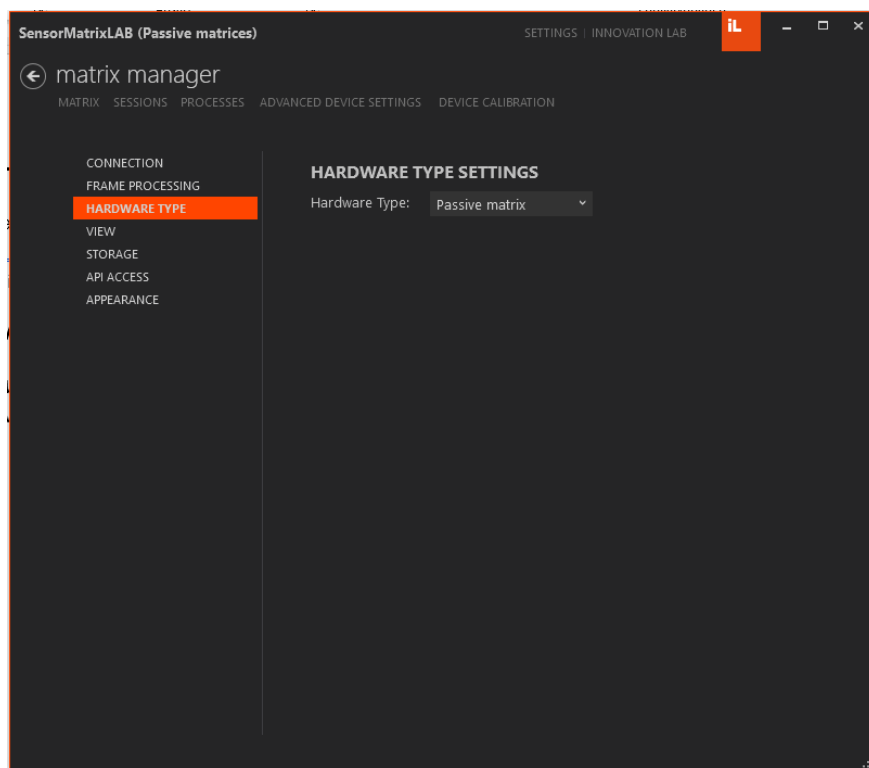 SensorMatrixLAB (Passive matrices)
SETTINGS | INNOVATION LAB
iL
matrix manager
MATRIX SESSIONS PROCESSES ADVANCED DEVICE SETTINGS DEVICE CALIBRATION
CONNECTION
FRAME PROCESSING
HARDWARE TYPE
VIEW
STORAGE
API ACCESS
APPEARANCE
HARDWARE TYPE SETTINGS
Hardware Type: Passive matrix